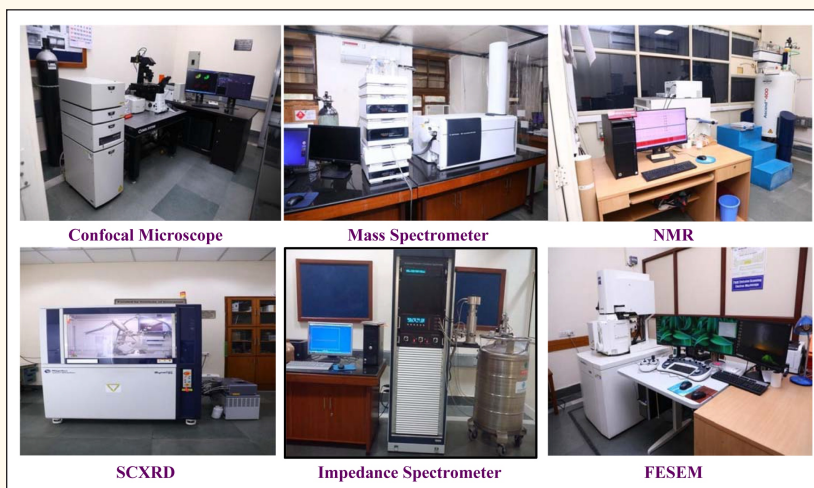 Confocal Microscope
Mass Spectrometer
NMR
SCXRD
Impedance Spectrometer
FESEM